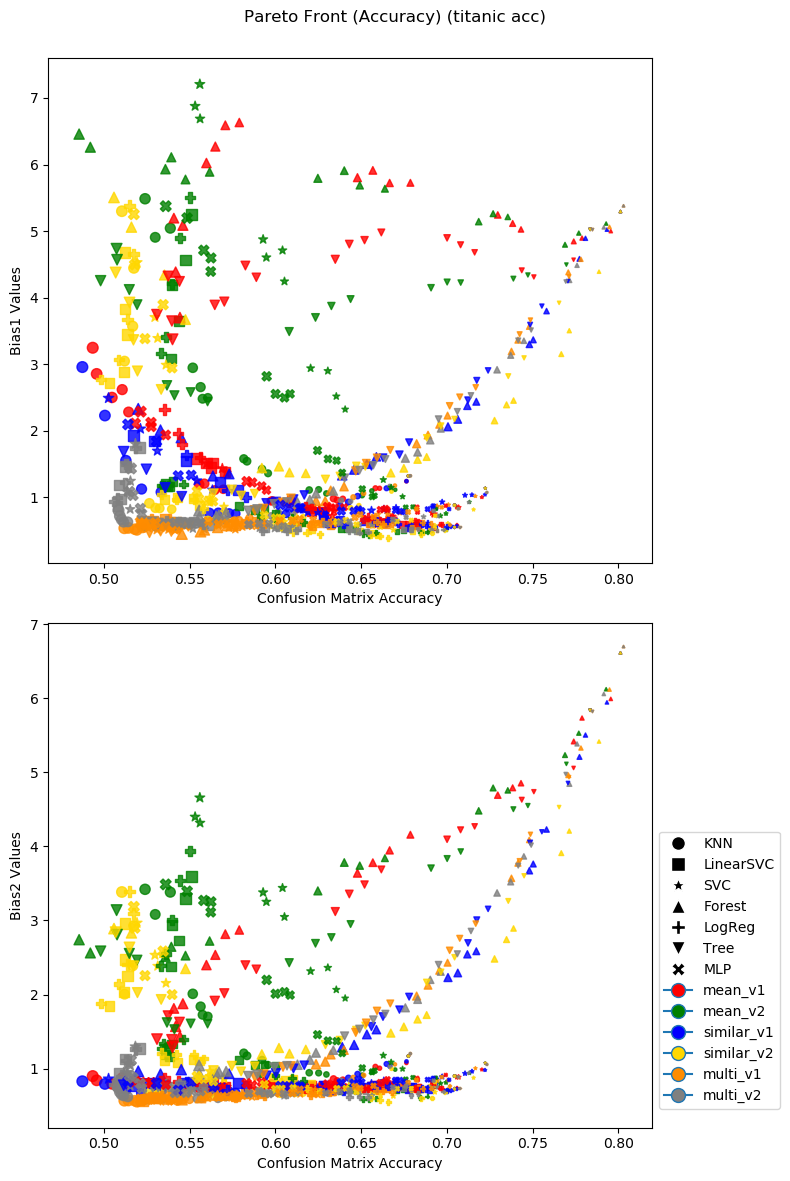 Pareto Front (Accuracy) (titanic acc)
7
6
5
4
3
2
1
Bias1 Values
0.50 0.55 0.60 0.65 0.70 0.75 0.80
Confusion Matrix Accuracy
7
6
5
4
3
2
1
Bias2 Values
0.50 0.55 0.60 0.65 0.70 0.75 0.80
Confusion Matrix Accuracy
KNN
LinearSVC
SVC
Forest
LogReg
Tree
MLP
mean_v1
mean_v2
similar_v1
similar_v2
multi_v1
multi_v2